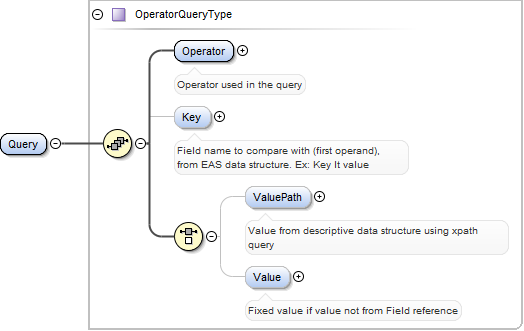 OperatorQueryType
Operator
Operator used in the query
Key
Field name to compare with (first operand),
from EAS data structure. Ex: Key lt value
Query
ValuePath
Value from descriptive data structure using xpath
query
Value
Fixed value if value not from Field reference